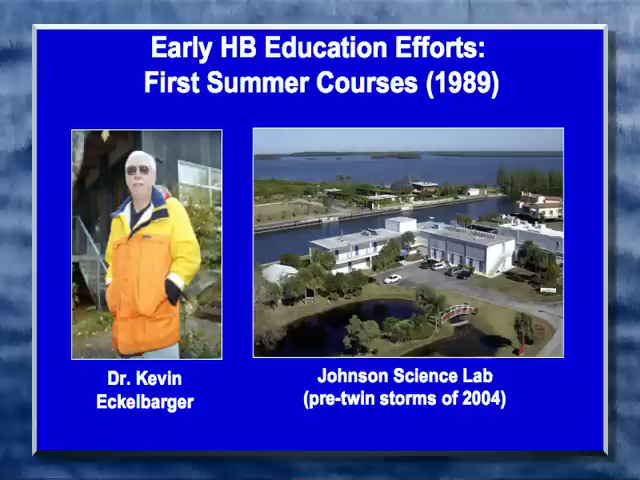 Early HB Education Efforts:
First Summer Courses (1989)
Dr. Kevin
Eckelbarger
Johnson Science Lab
(pre-twin storms of 2004)